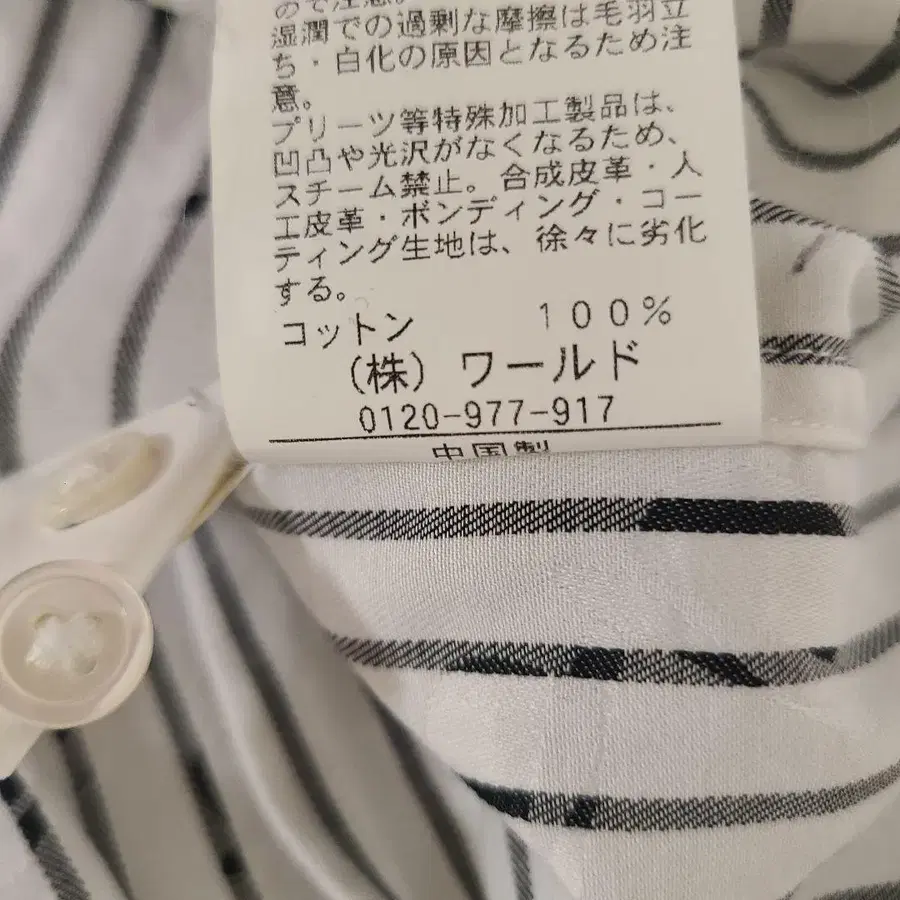 ので注意。
湿潤での過剰な摩擦は毛羽立
ち・白化の原因となるため注
意。
プリーツ等特殊加工製品は、
凹凸や光沢がなくなるため、
スチーム禁止。合成皮革・人
工皮革・ボンディング・コー
ティング生地は、徐々に劣化
する。
コットン 100%
(株)ワールド
0120-977-917
中国製